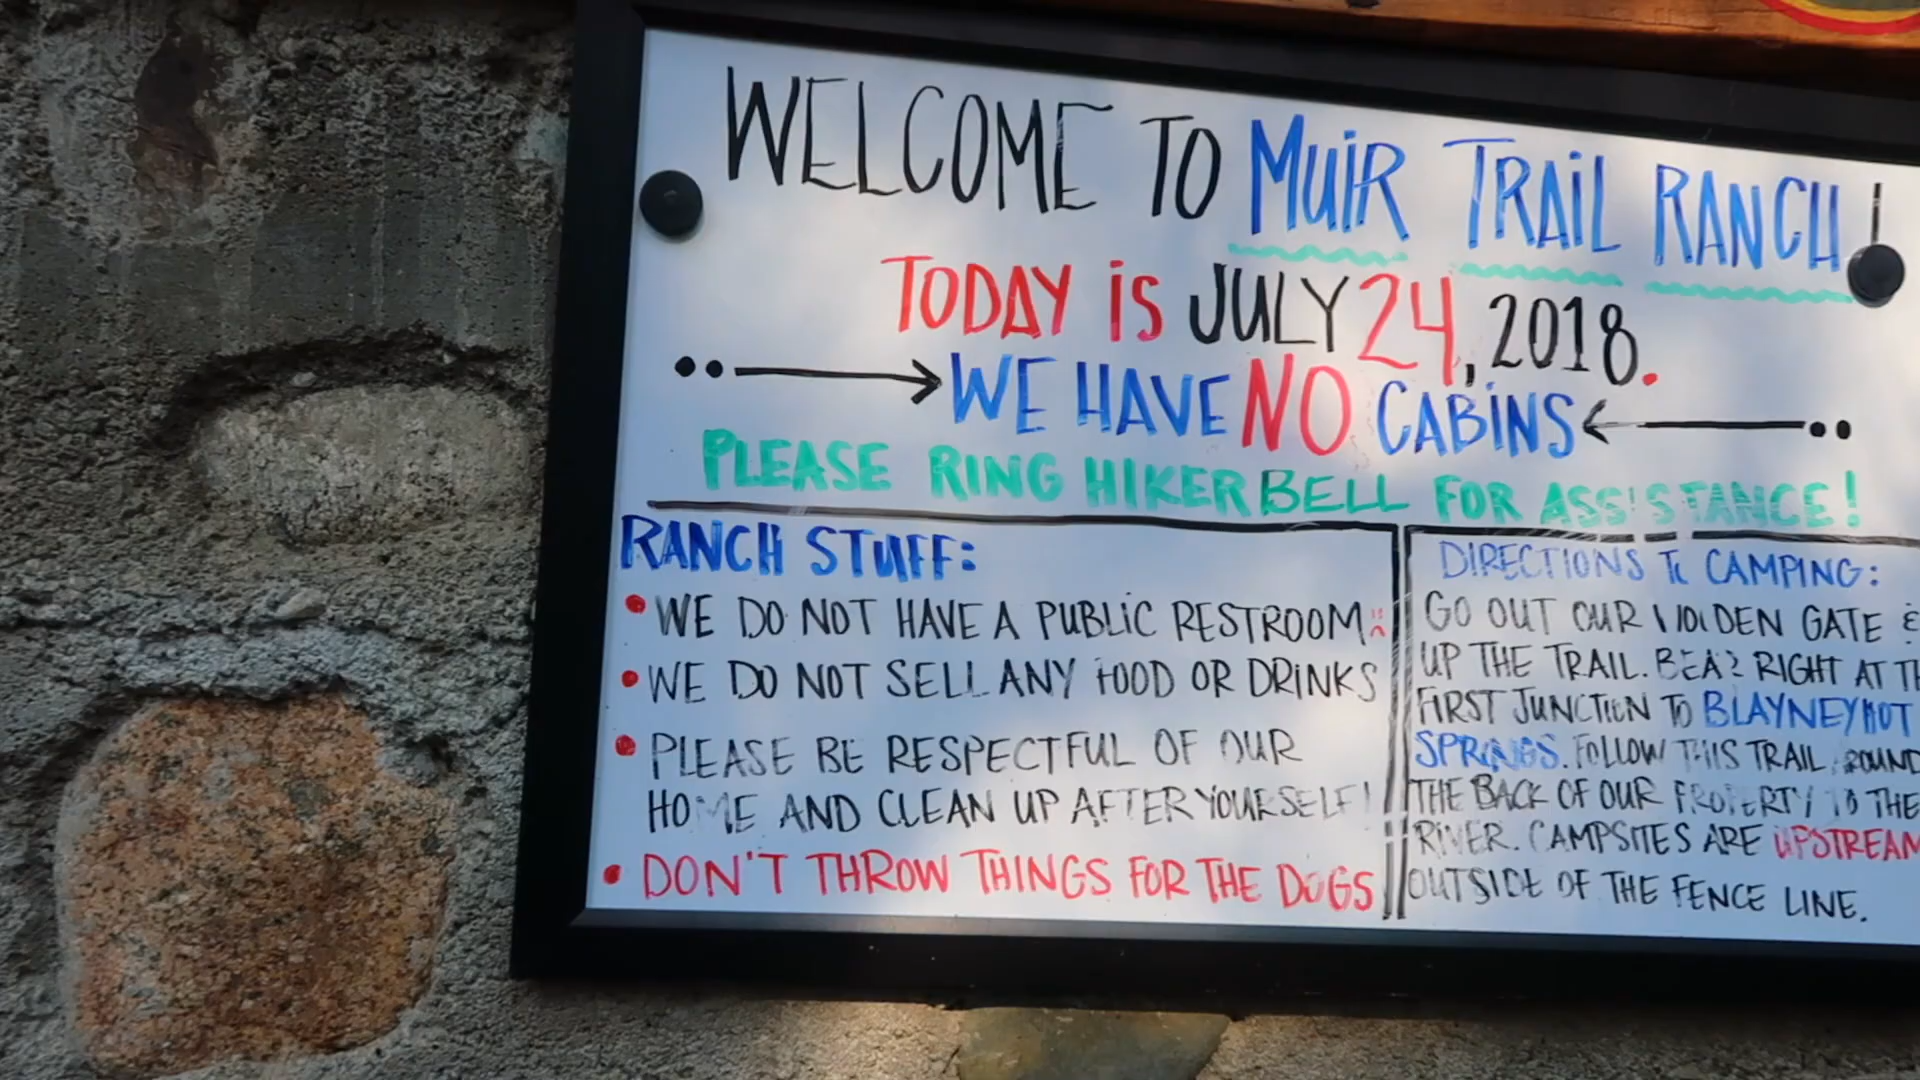 WELCOME TO MUIR TRAIL RANCH!
TODAY IS JULY 24, 2018.
WE HAVE NO CABINS
PLEASE RING HIKER BELL FOR ASSISTANCE!
RANCH STUFF:
• WE DO NOT HAVE A PUBLIC RESTROOM
• WE DO NOT SELL ANY FOOD OR DRINKS
• PLEASE BE RESPECTFUL OF OUR
HOME AND CLEAN UP AFTER YOURSELF!
• DON'T THROW THINGS FOR THE DOGS
DIRECTIONS TO CAMPING:
GO OUT OUR WOODEN GATE &
UP THE TRAIL. BEAR RIGHT AT TH
FIRST JUNCTION TO BLAYNEY HOT
SPRINGS. FOLLOW THIS TRAIL AROUND
THE BACK OF OUR PROPERTY TO THE
RIVER. CAMPSITES ARE UPSTREAM
OUTSIDE OF THE FENCE LINE.